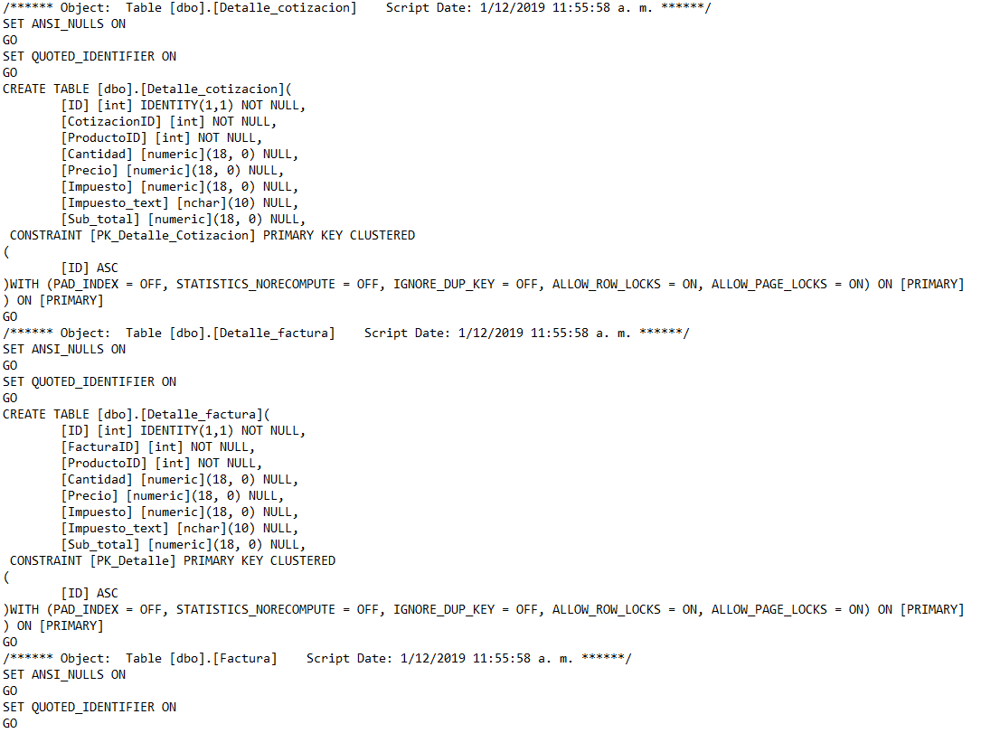 /****** Object:  Table [dbo].[Detalle_cotizacion]    Script Date: 1/12/2019 11:55:58 a. m. ******/
SET ANSI_NULLS ON
GO
SET QUOTED_IDENTIFIER ON
GO
CREATE TABLE [dbo].[Detalle_cotizacion](
	[ID] [int] IDENTITY(1,1) NOT NULL,
	[CotizacionID] [int] NOT NULL,
	[ProductoID] [int] NOT NULL,
	[Cantidad] [numeric](18, 0) NULL,
	[Precio] [numeric](18, 0) NULL,
	[Impuesto] [numeric](18, 0) NULL,
	[Impuesto_text] [nchar](10) NULL,
	[Sub_total] [numeric](18, 0) NULL,
 CONSTRAINT [PK_Detalle_Cotizacion] PRIMARY KEY CLUSTERED
(
	[ID] ASC
)WITH (PAD_INDEX = OFF, STATISTICS_NORECOMPUTE = OFF, IGNORE_DUP_KEY = OFF, ALLOW_ROW_LOCKS = ON, ALLOW_PAGE_LOCKS = ON) ON [PRIMARY]
) ON [PRIMARY]
GO
/****** Object:  Table [dbo].[Detalle_factura]    Script Date: 1/12/2019 11:55:58 a. m. ******/
SET ANSI_NULLS ON
GO
SET QUOTED_IDENTIFIER ON
GO
CREATE TABLE [dbo].[Detalle_factura](
	[ID] [int] IDENTITY(1,1) NOT NULL,
	[FacturaID] [int] NOT NULL,
	[ProductoID] [int] NOT NULL,
	[Cantidad] [numeric](18, 0) NULL,
	[Precio] [numeric](18, 0) NULL,
	[Impuesto] [numeric](18, 0) NULL,
	[Impuesto_text] [nchar](10) NULL,
	[Sub_total] [numeric](18, 0) NULL,
 CONSTRAINT [PK_Detalle] PRIMARY KEY CLUSTERED
(
	[ID] ASC
)WITH (PAD_INDEX = OFF, STATISTICS_NORECOMPUTE = OFF, IGNORE_DUP_KEY = OFF, ALLOW_ROW_LOCKS = ON, ALLOW_PAGE_LOCKS = ON) ON [PRIMARY]
) ON [PRIMARY]
GO
/****** Object:  Table [dbo].[Factura]    Script Date: 1/12/2019 11:55:58 a. m. ******/
SET ANSI_NULLS ON
GO
SET QUOTED_IDENTIFIER ON
GO